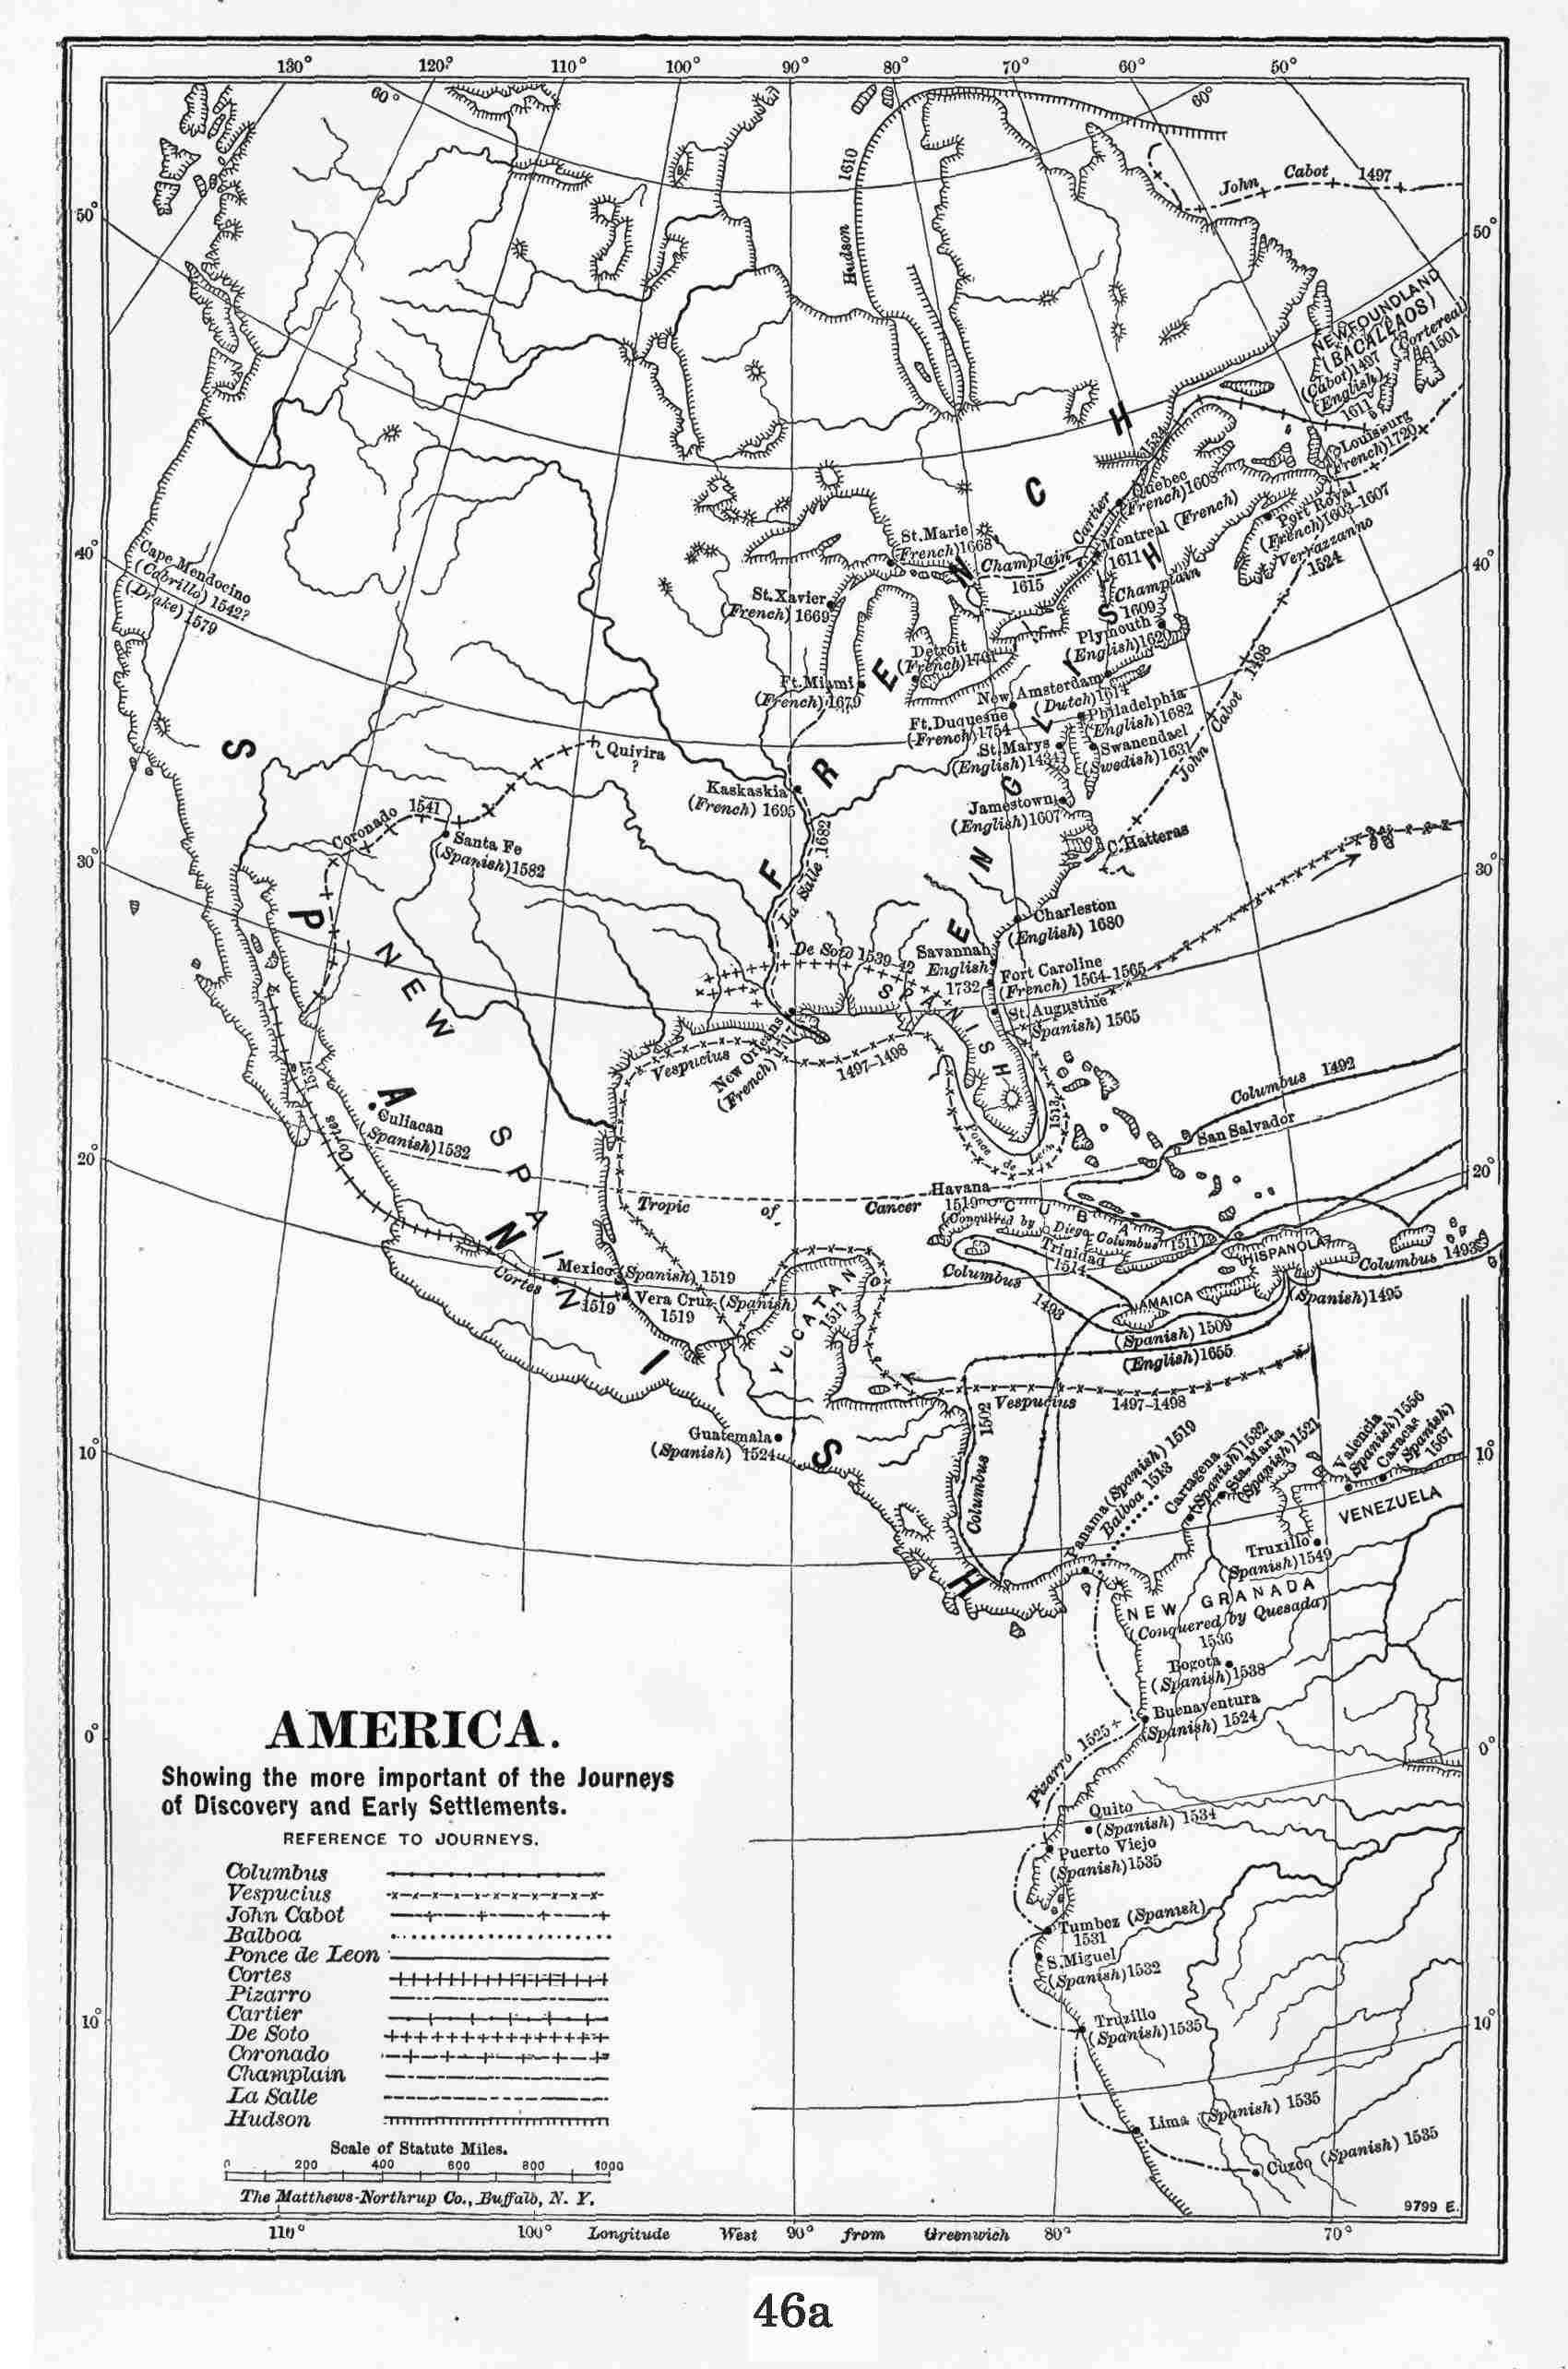 130° 120° 110° 100° 90° 80° 70° 60° 50°
60° 60°
50° 50°
40° 40°
30° 30°
20° 20°
10° 10°
0° 0°
10° 10°
John Cabot 1497
Hudson 1610
NEWFOUNDLAND
(BACALLAOS)
(Cabot)1497 (Cortereal)
1501
(English)
1611
Louisburg
(French)1720
1534
Cartier
Quebec
(French)1608
Montreal (French)
1611
Port Royal
(French)1603-1607
Verrazzanno
1524
St. Marie
(French)1668
Champlain
1615
Champlain
1609
St. Xavier
(French) 1669
Plymouth
(English)1620
Detroit
(French)1701
Ft. Miami
(French) 1679
New Amsterdam
(Dutch)1614
Ft. Duquesne
(French)1754
Philadelphia
(English)1682
St. Marys
(English)1434
Swanendael
(Swedish)1631
John Cabot 1498
Jamestown
(English)1607
C. Hatteras
Cape Mendocino
(Cabrillo) 1542?
(Drake) 1579
FRENCH
ENGLISH
SPANISH
Quivira
?
Kaskaskia
(French) 1695
Coronado 1541
Santa Fe
(Spanish)1582
La Salle 1682
NEW SPAIN
De Soto 1539-42
Charleston
(English) 1680
Savannah
English
1732
Fort Caroline
(French) 1564-1565
St. Augustine
(Spanish) 1565
SPANISH
Vespucius
New Orleans
(French) 1717
1497-1498
Ponce de Leon 1513
Columbus 1492
San Salvador
Culiacan
(Spanish)1532
Cortes
Tropic of Cancer
Havana
1519
CUBA
(Conquered by Diego Columbus 1511)
Trinidad
1514
HISPANOLA
Columbus 1493
(Spanish)1495
Columbus 1493
JAMAICA
(Spanish) 1509
(English)1655
Mexico (Spanish) 1519
Cortes
1519
Vera Cruz (Spanish)
1519
YUCATAN
1517
Vespucius 1497-1498
Columbus 1502
Guatemala
(Spanish) 1524
Panama (Spanish) 1519
Balboa 1513
Cartagena
(Spanish)1532
Sta. Marta
(Spanish)1521
Valencia
(Spanish)1556
Caracas
(Spanish)
1567
VENEZUELA
Truxillo
(Spanish)1549
NEW GRANADA
(Conquered by Quesada)
1536
Bogota
(Spanish)1538
Buenaventura
(Spanish) 1524
Pizarro 1525
Quito
(Spanish) 1534
Puerto Viejo
(Spanish)1535
Tumbez (Spanish)
1531
S. Miguel
(Spanish)1532
Truzillo
(Spanish)1535
Lima (Spanish) 1535
Cuzco (Spanish) 1535
AMERICA.
Showing the more important of the Journeys
of Discovery and Early Settlements.
REFERENCE TO JOURNEYS.
Columbus
Vespucius
John Cabot
Balboa
Ponce de Leon
Cortes
Pizarro
Cartier
De Soto
Coronado
Champlain
La Salle
Hudson
Scale of Statute Miles.
0 200 400 600 800 1000
The Matthews-Northrup Co., Buffalo, N. Y.
9799 E.
110° 100° Longitude West 90° from Greenwich 80° 70°
46a